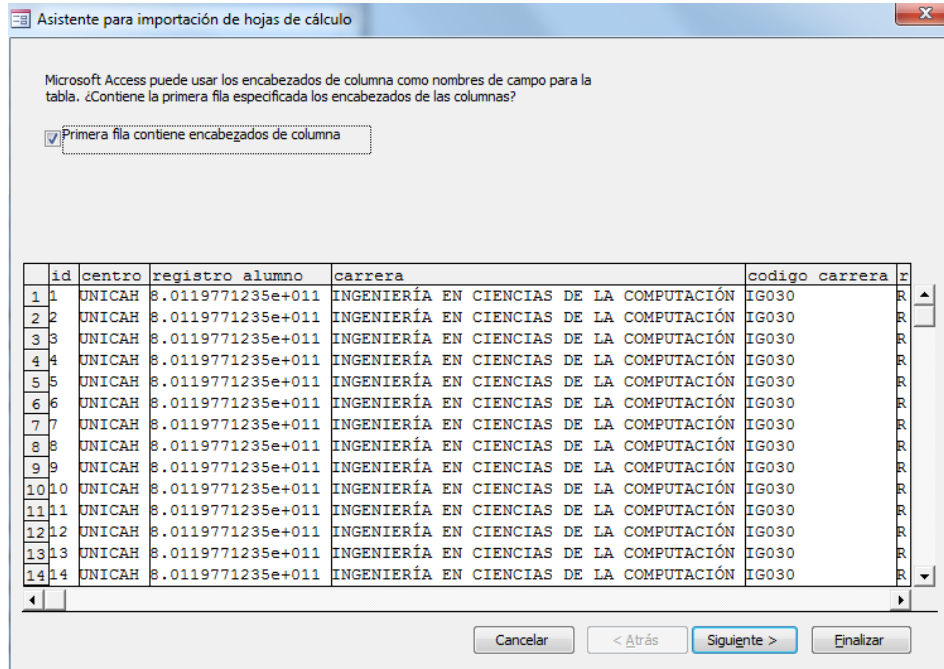 Asistente para importación de hojas de cálculo
Microsoft Access puede usar los encabezados de columna como nombres de campo para la
tabla. ¿Contiene la primera fila especificada los encabezados de las columnas?
Primera fila contiene encabezados de columna
id centro registro alumno carrera codigo carrera r
1 1 UNICAH 8.0119771235e+011 INGENIERÍA EN CIENCIAS DE LA COMPUTACIÓN IG030 R
2 2 UNICAH 8.0119771235e+011 INGENIERÍA EN CIENCIAS DE LA COMPUTACIÓN IG030 R
3 3 UNICAH 8.0119771235e+011 INGENIERÍA EN CIENCIAS DE LA COMPUTACIÓN IG030 R
4 4 UNICAH 8.0119771235e+011 INGENIERÍA EN CIENCIAS DE LA COMPUTACIÓN IG030 R
5 5 UNICAH 8.0119771235e+011 INGENIERÍA EN CIENCIAS DE LA COMPUTACIÓN IG030 R
6 6 UNICAH 8.0119771235e+011 INGENIERÍA EN CIENCIAS DE LA COMPUTACIÓN IG030 R
7 7 UNICAH 8.0119771235e+011 INGENIERÍA EN CIENCIAS DE LA COMPUTACIÓN IG030 R
8 8 UNICAH 8.0119771235e+011 INGENIERÍA EN CIENCIAS DE LA COMPUTACIÓN IG030 R
9 9 UNICAH 8.0119771235e+011 INGENIERÍA EN CIENCIAS DE LA COMPUTACIÓN IG030 R
10 10 UNICAH 8.0119771235e+011 INGENIERÍA EN CIENCIAS DE LA COMPUTACIÓN IG030 R
11 11 UNICAH 8.0119771235e+011 INGENIERÍA EN CIENCIAS DE LA COMPUTACIÓN IG030 R
12 12 UNICAH 8.0119771235e+011 INGENIERÍA EN CIENCIAS DE LA COMPUTACIÓN IG030 R
13 13 UNICAH 8.0119771235e+011 INGENIERÍA EN CIENCIAS DE LA COMPUTACIÓN IG030 R
14 14 UNICAH 8.0119771235e+011 INGENIERÍA EN CIENCIAS DE LA COMPUTACIÓN IG030 R
Cancelar < Atrás Siguiente > Finalizar